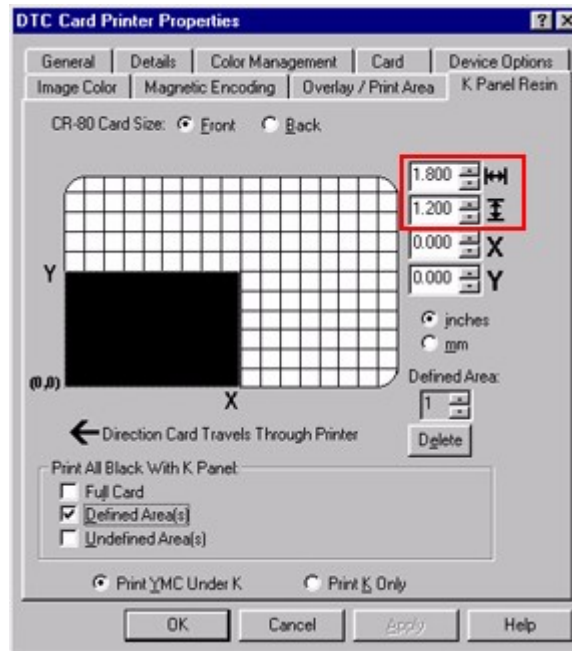 DTC Card Printer Properties
General Details Color Management Card Device Options
Image Color Magnetic Encoding Overlay / Print Area K Panel Resin
CR-80 Card Size: Front Back
1.800
1.200
0.000 X
Y 0.000 Y
inches
mm
(0,0) Defined Area:
X 1
Direction Card Travels Through Printer Delete
Print All Black With K Panel:
Full Card
Defined Area(s)
Undefined Area(s)
Print YMC Under K Print K Only
OK Cancel Apply Help